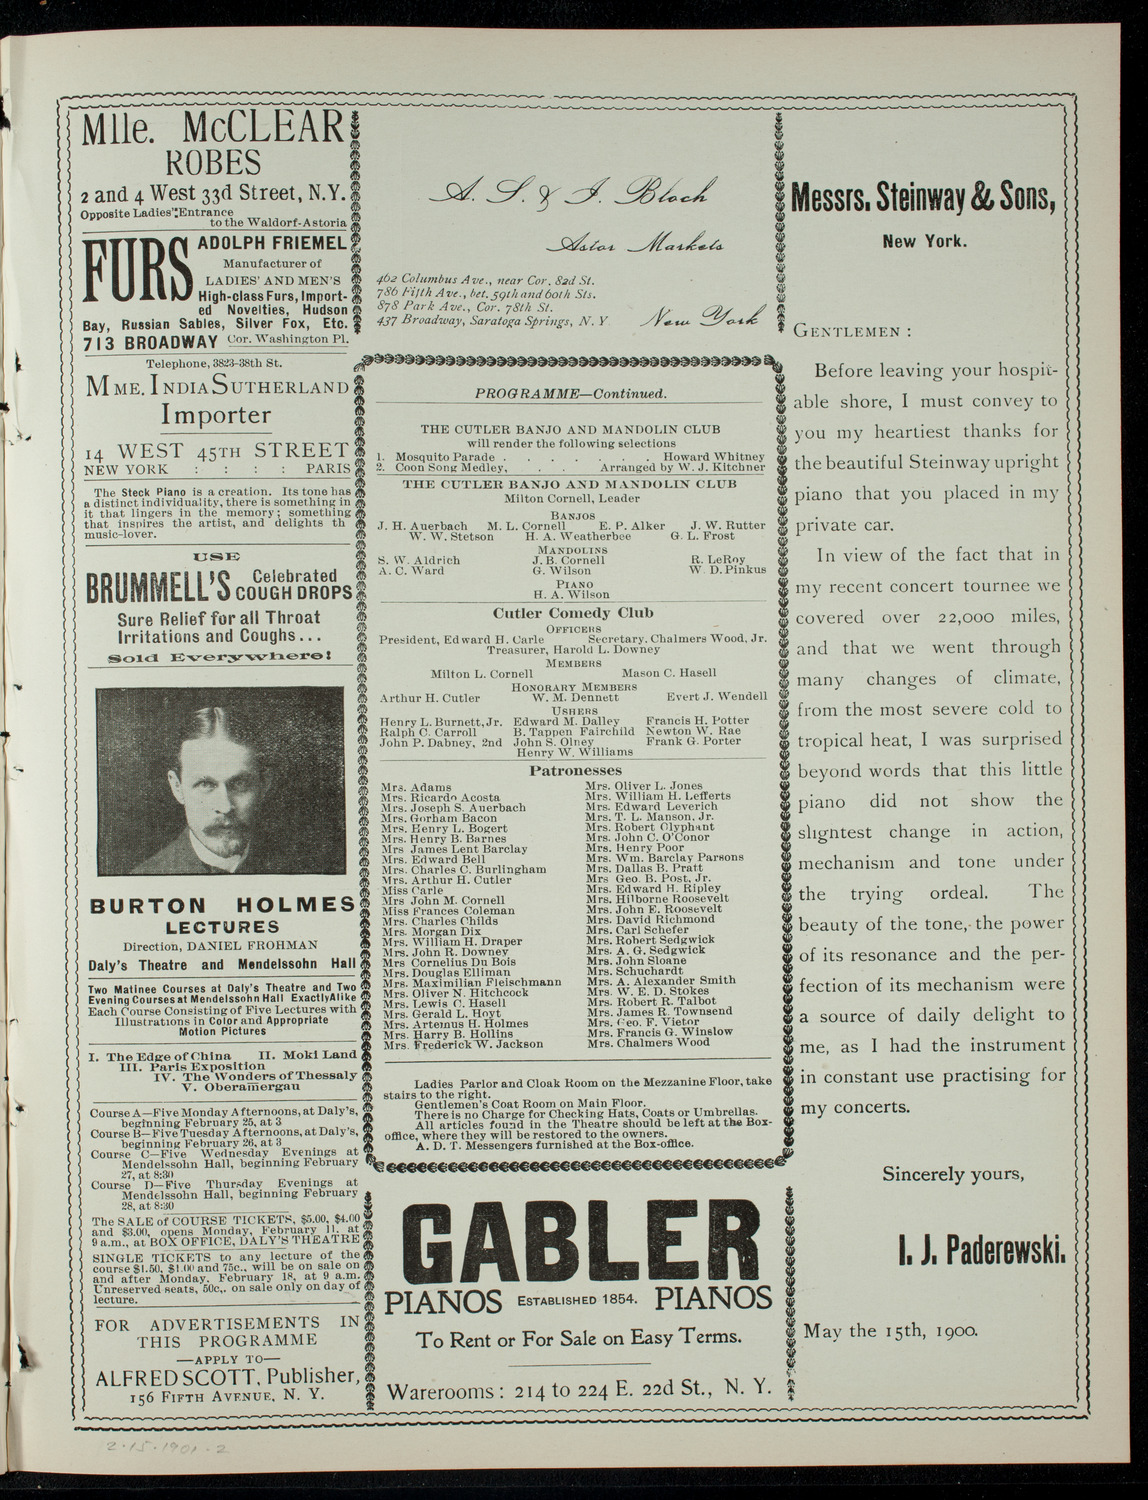 Mlle. McCLEAR
ROBES
2 and 4 West 33d Street, N.Y.
Opposite Ladies' Entrance
to the Waldorf-Astoria
FURS
ADOLPH FRIEMEL
Manufacturer of
LADIES' AND MEN'S
High-class Furs, Import-
ed Novelties, Hudson
Bay, Russian Sables, Silver Fox, Etc.
713 BROADWAY Cor. Washington Pl.
Telephone, 3823-38th St.
MME. INDIA SUTHERLAND
Importer
14 WEST 45TH STREET
NEW YORK : : : : PARIS
The Steck Piano is a creation. Its tone has
a distinct individuality, there is something in
it that lingers in the memory; something
that inspires the artist, and delights th
music-lover.
USE
BRUMMELL'S Celebrated
COUGH DROPS
Sure Relief for all Throat
Irritations and Coughs...
Sold Everywhere!
BURTON HOLMES
LECTURES
Direction, DANIEL FROHMAN
Daly's Theatre and Mendelssohn Hall
Two Matinee Courses at Daly's Theatre and Two
Evening Courses at Mendelssohn Hall Exactly Alike
Each Course Consisting of Five Lectures with
Illustrations in Color and Appropriate
Motion Pictures
I. The Edge of China II. Moki Land
III. Paris Exposition
IV. The Wonders of Thessaly
V. Oberamergau
Course A—Five Monday Afternoons, at Daly's,
beginning February 25, at 3
Course B—Five Tuesday Afternoons, at Daly's,
beginning February 26, at 3
Course C—Five Wednesday Evenings at
Mendelssohn Hall, beginning February
27, at 8:30
Course D—Five Thursday Evenings at
Mendelssohn Hall, beginning February
28, at 8:30
The SALE of COURSE TICKETS, $5.00, $4.00
and $3.00, opens Monday, February 11, at
9 a.m., at BOX OFFICE, DALY'S THEATRE
SINGLE TICKETS to any lecture of the
course $1.50, $1.00 and 75c., will be on sale on
and after Monday, February 18, at 9 a.m.
Unreserved seats, 50c., on sale only on day of
lecture.
FOR ADVERTISEMENTS IN
THIS PROGRAMME
—APPLY TO—
ALFRED SCOTT, Publisher,
156 FIFTH AVENUE, N. Y.
2-15-1901-2
A. S. & I. Bloch
Astor Markets
462 Columbus Ave., near Cor. 82d St.
786 Fifth Ave., bet. 59th and 60th Sts.
878 Park Ave., Cor. 78th St.
437 Broadway, Saratoga Springs, N. Y
New York
PROGRAMME—Continued.
THE CUTLER BANJO AND MANDOLIN CLUB
will render the following selections
1. Mosquito Parade . . . . . . . Howard Whitney
2. Coon Song Medley, . . Arranged by W. J. Kitchner
THE CUTLER BANJO AND MANDOLIN CLUB
Milton Cornell, Leader
BANJOS
J. H. Auerbach M. L. Cornell E. P. Alker J. W. Rutter
W. W. Stetson H. A. Weatherbee G. L. Frost
MANDOLINS
S. W. Aldrich J. B. Cornell R. LeRoy
A. C. Ward G. Wilson W. D. Pinkus
PIANO
H. A. Wilson
Cutler Comedy Club
OFFICERS
President, Edward H. Carle Secretary, Chalmers Wood, Jr.
Treasurer, Harold L. Downey
MEMBERS
Milton L. Cornell Mason C. Hasell
HONORARY MEMBERS
Arthur H. Cutler W. M. Dennett Evert J. Wendell
USHERS
Henry L. Burnett, Jr. Edward M. Dalley Francis H. Potter
Ralph C. Carroll B. Tappen Fairchild Newton W. Rae
John P. Dabney, 2nd John S. Olney Frank G. Porter
Henry W. Williams
Patronesses
Mrs. Adams
Mrs. Ricardo Acosta
Mrs. Joseph S. Auerbach
Mrs. Gorham Bacon
Mrs. Henry L. Bogert
Mrs. Henry B. Barnes
Mrs James Lent Barclay
Mrs. Edward Bell
Mrs. Charles C. Burlingham
Mrs. Arthur H. Cutler
Miss Carle
Mrs John M. Cornell
Miss Frances Coleman
Mrs. Charles Childs
Mrs. Morgan Dix
Mrs. William H. Draper
Mrs. John R. Downey
Mrs Cornelius Du Bois
Mrs. Douglas Elliman
Mrs. Maximilian Fleischmann
Mrs. Oliver N. Hitchcock
Mrs. Lewis C. Hasell
Mrs. Gerald L. Hoyt
Mrs. Artemus H. Holmes
Mrs. Harry B. Hollins
Mrs. Frederick W. Jackson
Mrs. Oliver L. Jones
Mrs. William H. Lefferts
Mrs. Edward Leverich
Mrs. T. L. Manson, Jr.
Mrs. Robert Olyphant
Mrs. John C. O'Conor
Mrs. Henry Poor
Mrs. Wm. Barclay Parsons
Mrs. Dallas B. Pratt
Mrs Geo. B. Post, Jr.
Mrs. Edward H. Ripley
Mrs. Hilborne Roosevelt
Mrs. John E. Roosevelt
Mrs. David Richmond
Mrs. Carl Schefer
Mrs. Robert Sedgwick
Mrs. A. G. Sedgwick
Mrs. John Sloane
Mrs. Schuchardt
Mrs. A. Alexander Smith
Mrs. W. E. D. Stokes
Mrs. Robert R. Talbot
Mrs. James R. Townsend
Mrs. Geo. F. Vietor
Mrs. Francis G. Winslow
Mrs. Chalmers Wood
Ladies Parlor and Cloak Room on the Mezzanine Floor, take
stairs to the right.
Gentlemen's Coat Room on Main Floor.
There is no Charge for Checking Hats, Coats or Umbrellas.
All articles found in the Theatre should be left at the Box-
office, where they will be restored to the owners.
A. D. T. Messengers furnished at the Box-office.
GABLER
PIANOS ESTABLISHED 1854. PIANOS
To Rent or For Sale on Easy Terms.
Warerooms: 214 to 224 E. 22d St., N. Y.
Messrs. Steinway & Sons,
New York.
GENTLEMEN:
Before leaving your hospit-
able shore, I must convey to
you my heartiest thanks for
the beautiful Steinway upright
piano that you placed in my
private car.
In view of the fact that in
my recent concert tournee we
covered over 22,000 miles,
and that we went through
many changes of climate,
from the most severe cold to
tropical heat, I was surprised
beyond words that this little
piano did not show the
slightest change in action,
mechanism and tone under
the trying ordeal. The
beauty of the tone, the power
of its resonance and the per-
fection of its mechanism were
a source of daily delight to
me, as I had the instrument
in constant use practising for
my concerts.
Sincerely yours,
I. J. Paderewski.
May the 15th, 1900.